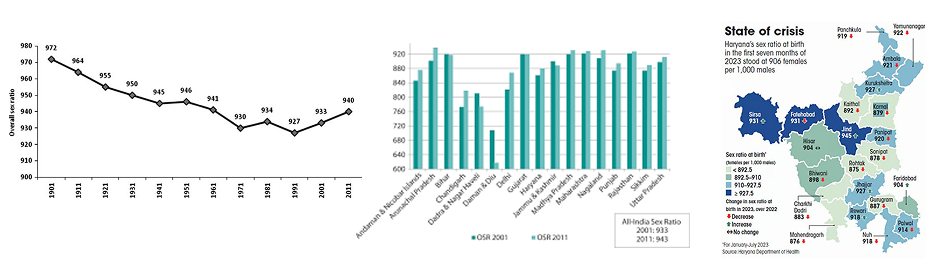 Overall sex ratio
980
970
960
950
940
930
920
910
900
972
964
955
950
945
946
941
930
934
927
933
940
1901
1911
1921
1931
1941
1951
1961
1971
1981
1991
2001
2011
920
880
840
800
760
720
680
640
600
Andaman & Nicobar Islands
Arunachal Pradesh
Bihar
Chandigarh
Dadra & Nagar Haveli
Daman & Diu
Delhi
Gujarat
Haryana
Jammu & Kashmir
Madhya Pradesh
Maharashtra
Nagaland
Punjab
Rajasthan
Sikkim
Uttar Pradesh
OSR 2001
OSR 2011
All-India Sex Ratio
2001: 933
2011: 943
State of crisis
Haryana's sex ratio at birth
in the first seven months of
2023 stood at 906 females
per 1,000 males
Panchkula
919
Yamunanagar
922
Ambala
921
Kurukshetra
927
Kaithal
892
Karnal
879
Sirsa
931
Fatehabad
931
Jind
945
Panipat
920
Hisar
904
Sonipat
878
Rohtak
875
Bhiwani
898
Jhajjar
927
Faridabad
904
Gurugram
887
Charkhi
Dadri
883
Rewari
918
Palwal
914
Mahendragarh
876
Nuh
918
Sex ratio at birth*
(females per 1,000 males)
< 892.5
892.5-910
910-927.5
≥ 927.5
Change in sex ratio at
birth in 2023, over 2022
Decrease
Increase
No change
*For January-July 2023
Source: Haryana Department of Health